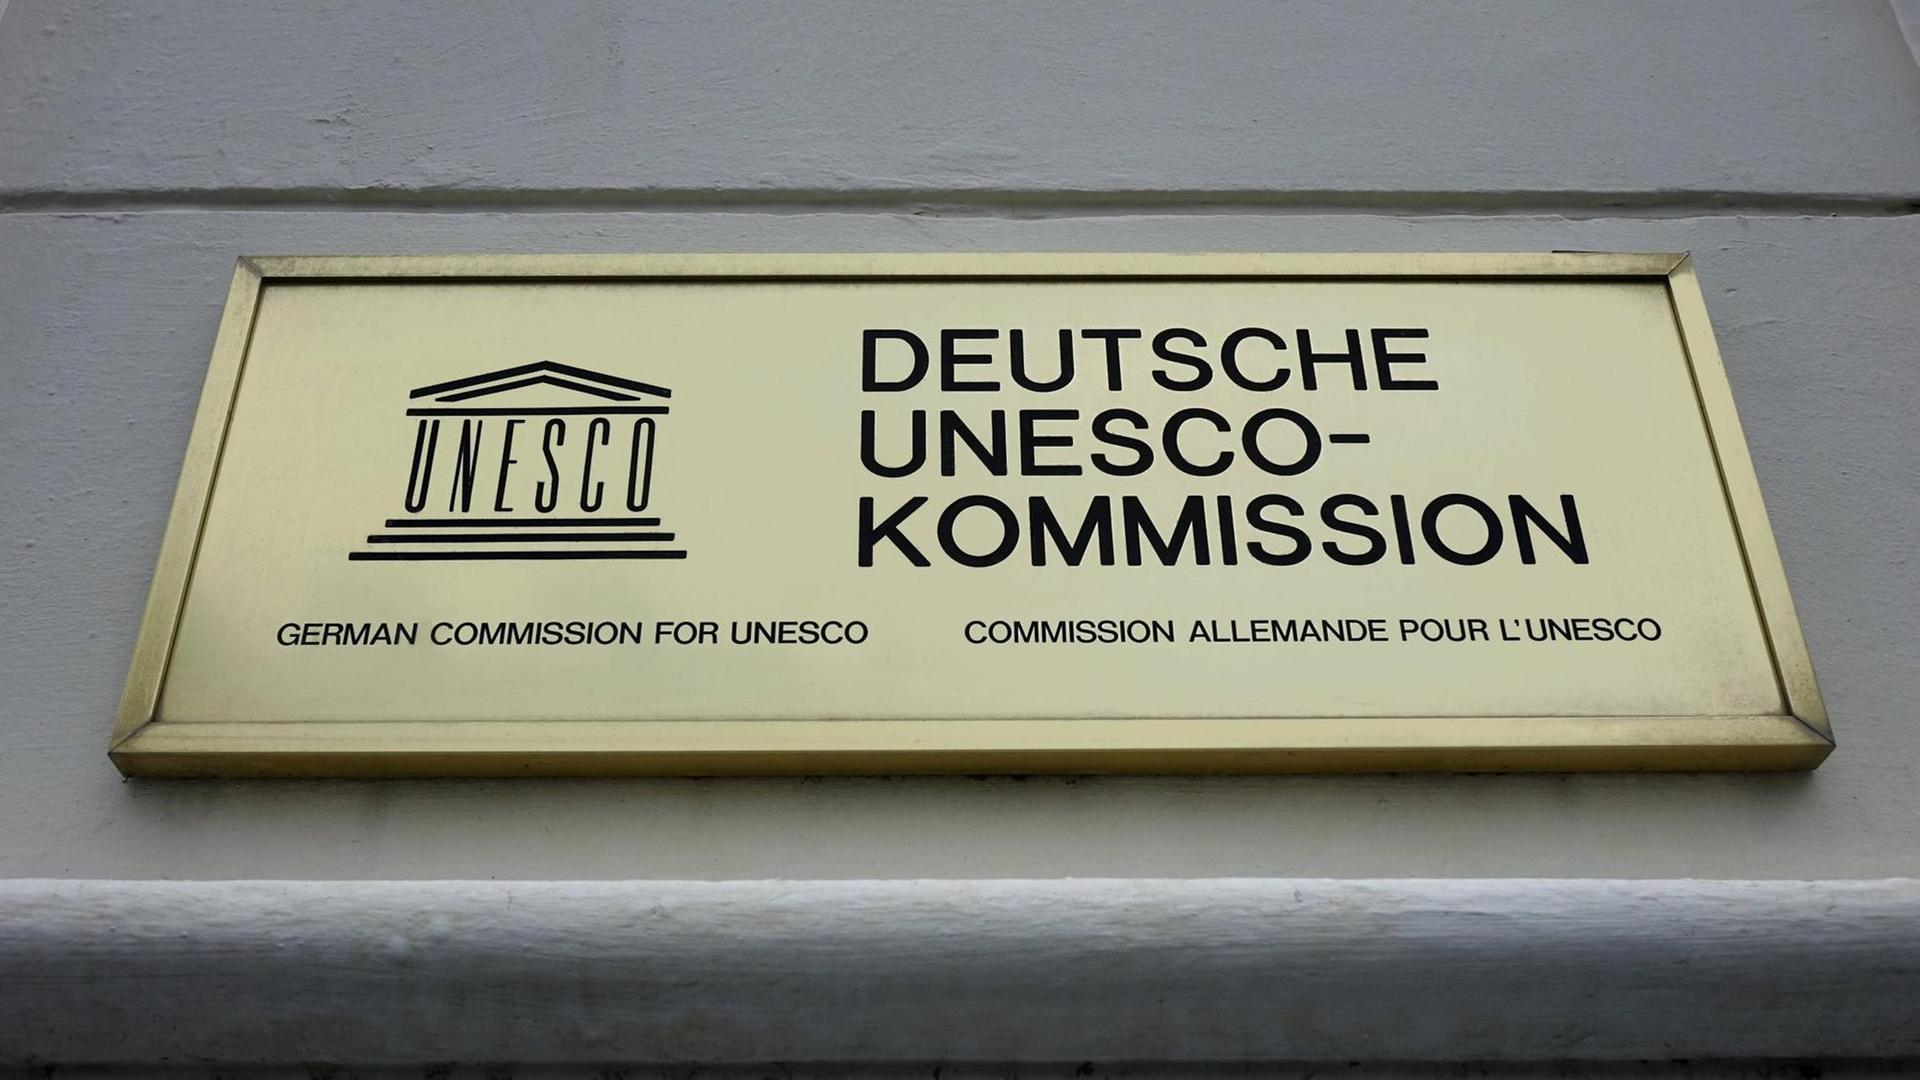 UNESCO
DEUTSCHE
UNESCO-
KOMMISSION
GERMAN COMMISSION FOR UNESCO
COMMISSION ALLEMANDE POUR L'UNESCO